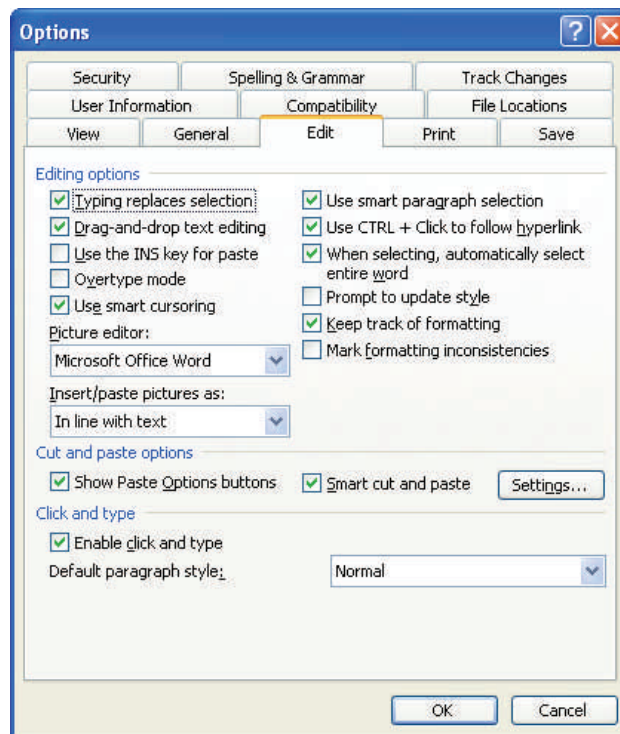 Options
Security
Spelling & Grammar
Track Changes
User Information
Compatibility
File Locations
View
General
Edit
Print
Save
Editing options
Typing replaces selection
Drag-and-drop text editing
Use the INS key for paste
Overtype mode
Use smart cursoring
Picture editor:
Microsoft Office Word
Insert/paste pictures as:
In line with text
Use smart paragraph selection
Use CTRL + Click to follow hyperlink
When selecting, automatically select
entire word
Prompt to update style
Keep track of formatting
Mark formatting inconsistencies
Cut and paste options
Show Paste Options buttons
Smart cut and paste
Settings...
Click and type
Enable click and type
Default paragraph style:
Normal
OK
Cancel